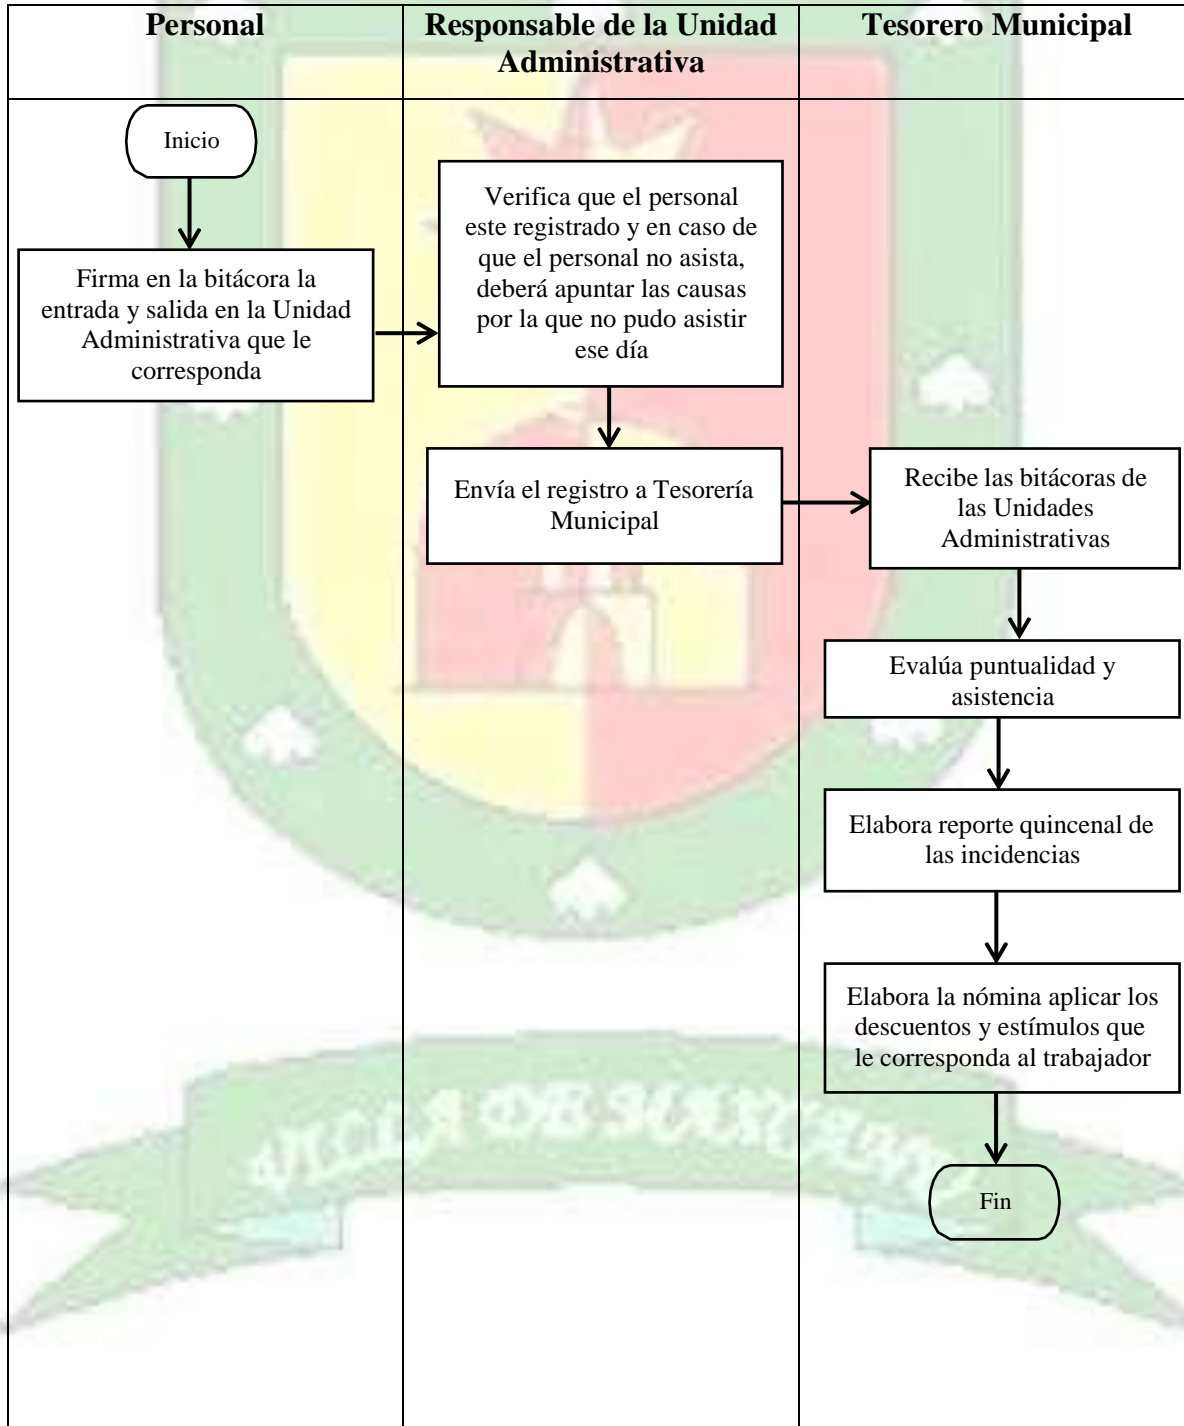 Personal
Responsable de la Unidad
Administrativa
Tesorero Municipal
Inicio
Firma en la bitácora la
entrada y salida en la Unidad
Administrativa que le
corresponda
Verifica que el personal
este registrado y en caso de
que el personal no asista,
deberá apuntar las causas
por la que no pudo asistir
ese día
Envía el registro a Tesorería
Municipal
Recibe las bitácoras de
las Unidades
Administrativas
Evalúa puntualidad y
asistencia
Elabora reporte quincenal de
las incidencias
Elabora la nómina aplicar los
descuentos y estímulos que
le corresponda al trabajador
Fin